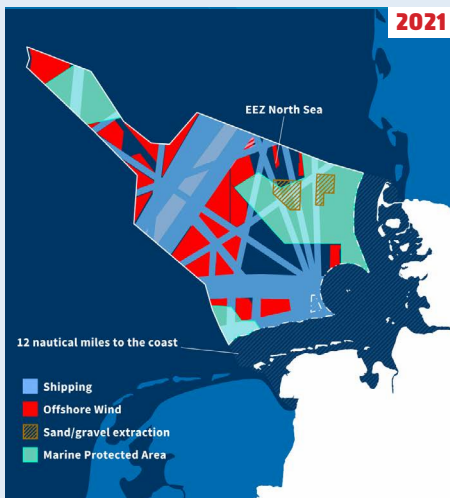 2021
EEZ North Sea
12 nautical miles to the coast
Shipping
Offshore Wind
Sand/gravel extraction
Marine Protected Area